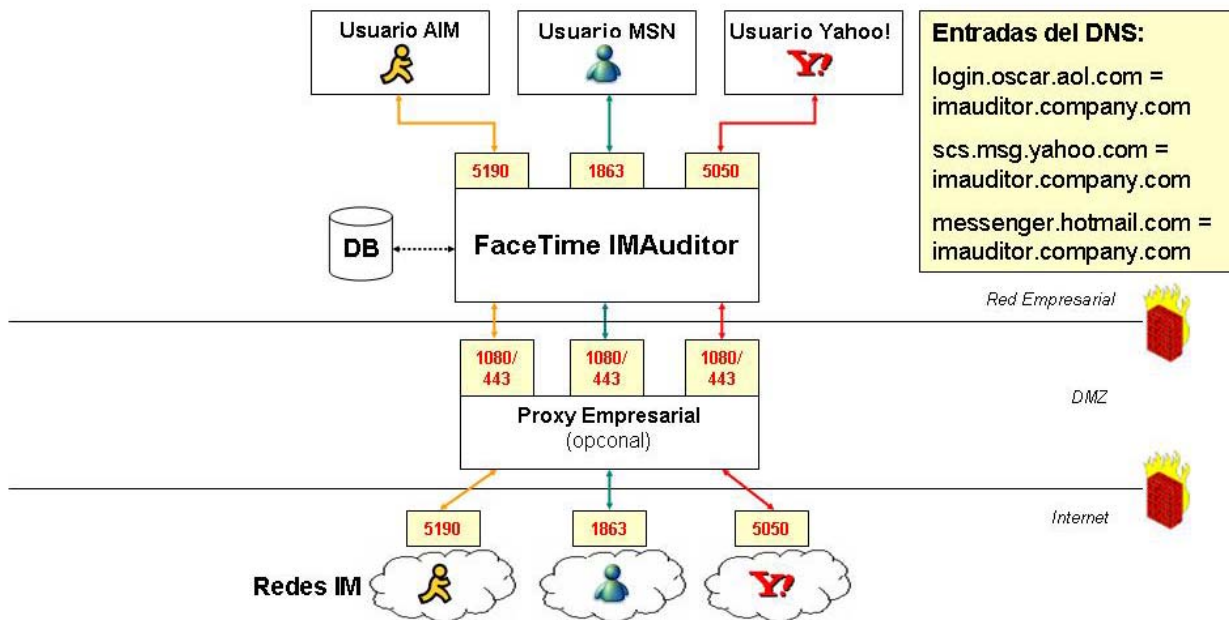 Usuario AIM
Usuario MSN
Usuario Yahoo!
Y!
Entradas del DNS:
login.oscar.aol.com =
imauditor.company.com
scs.msg.yahoo.com =
imauditor.company.com
messenger.hotmail.com =
imauditor.company.com
5190
1863
5050
DB
FaceTime IMAuditor
Red Empresarial
1080/
443
1080/
443
1080/
443
DMZ
Proxy Empresarial
(opconal)
Internet
5190
1863
5050
Redes IM
Y!